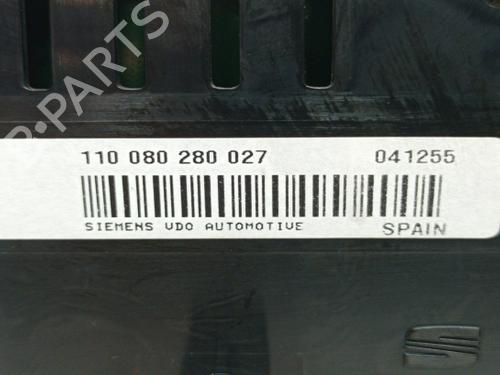 B-PARTS
110 080 280 027 041255
SIEMENS VDO AUTOMOTIVE SPAIN